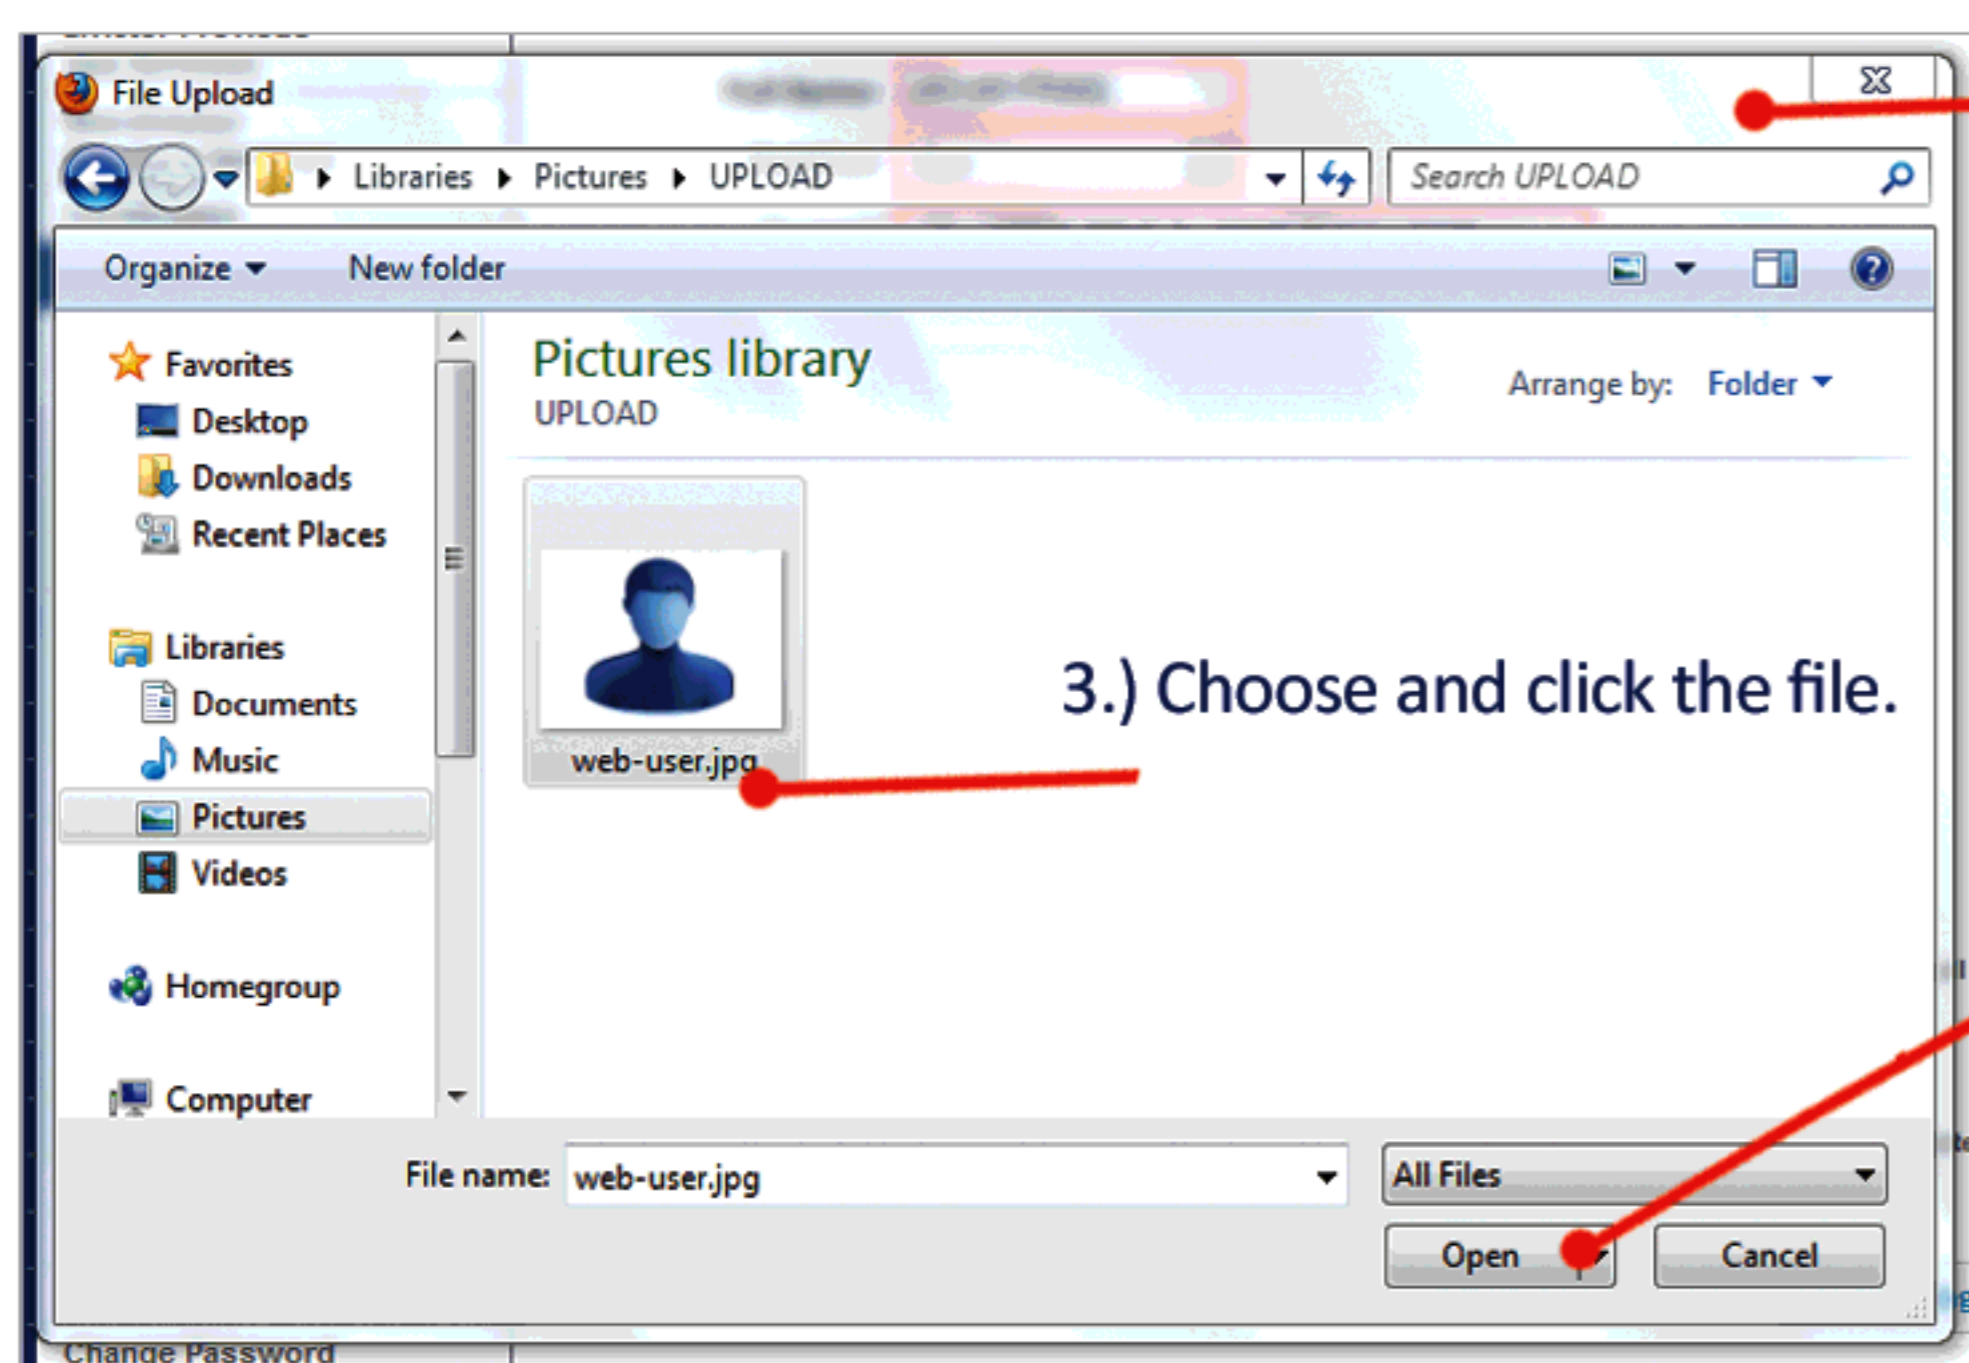 File Upload
Libraries Pictures UPLOAD
Search UPLOAD
Organize New folder
Favorites
Desktop
Downloads
Recent Places
Libraries
Documents
Music
Pictures
Videos
Homegroup
Computer
Pictures library
UPLOAD
Arrange by: Folder
web-user.jpg
3.) Choose and click the file.
File name: web-user.jpg
All Files
Open Cancel
Change Password